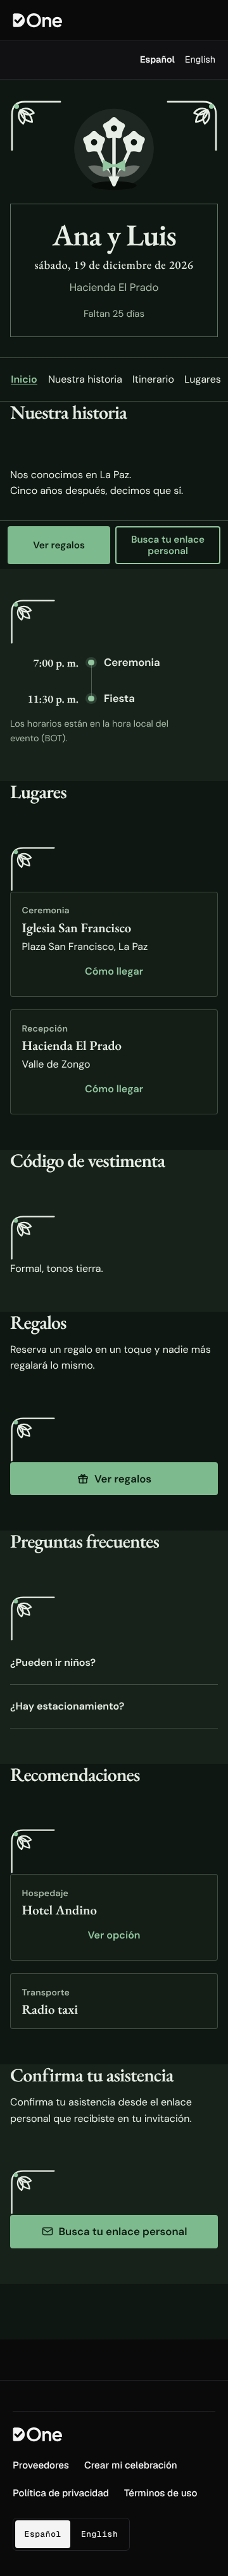 One
Español English
Ana y Luis
sábado, 19 de diciembre de 2026
Hacienda El Prado
Faltan 25 días
Inicio Nuestra historia Itinerario Lugares
Nuestra historia
Nos conocimos en La Paz.
Cinco años después, decimos que sí.
Ver regalos
Busca tu enlace
personal
7:00 p. m. Ceremonia
11:30 p. m. Fiesta
Los horarios están en la hora local del
evento (BOT).
Lugares
Ceremonia
Iglesia San Francisco
Plaza San Francisco, La Paz
Cómo llegar
Recepción
Hacienda El Prado
Valle de Zongo
Cómo llegar
Código de vestimenta
Formal, tonos tierra.
Regalos
Reserva un regalo en un toque y nadie más
regalará lo mismo.
Ver regalos
Preguntas frecuentes
¿Pueden ir niños?
¿Hay estacionamiento?
Recomendaciones
Hospedaje
Hotel Andino
Ver opción
Transporte
Radio taxi
Confirma tu asistencia
Confirma tu asistencia desde el enlace
personal que recibiste en tu invitación.
Busca tu enlace personal
One
Proveedores Crear mi celebración
Política de privacidad Términos de uso
Español English